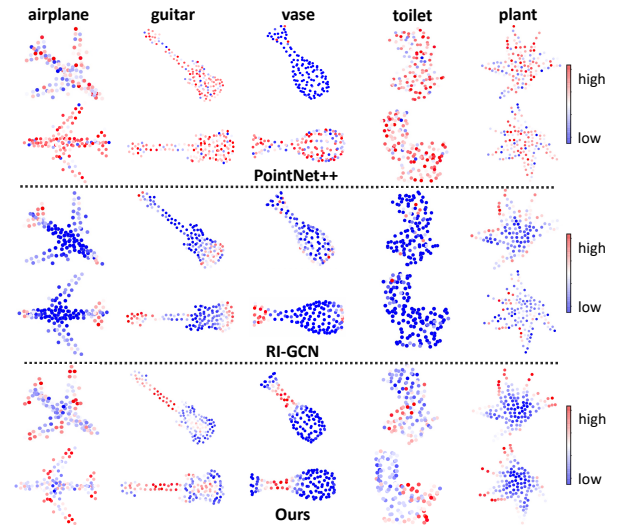 airplane guitar vase toilet plant
high
low
PointNet++
high
low
RI-GCN
high
low
Ours